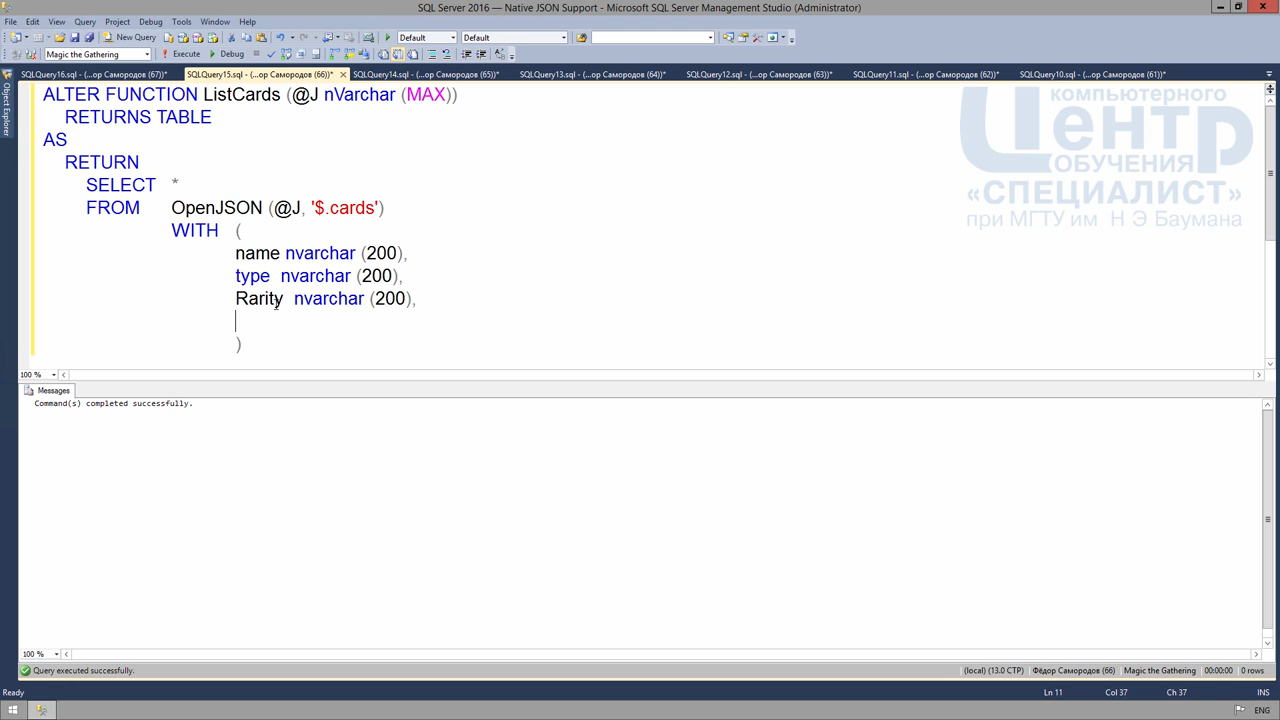 SQL Server 2016 — Native JSON Support - Microsoft SQL Server Management Studio (Administrator)
File Edit View Query Project Debug Tools Window Help
New Query Default Default
Magic the Gathering Execute Debug
SQLQuery16.sql - (...ор Самородов (67))* SQLQuery15.sql - (...ор Самородов (66))* SQLQuery14.sql - (...ор Самородов (65))* SQLQuery13.sql - (...ор Самородов (64))* SQLQuery12.sql - (...ор Самородов (63))* SQLQuery11.sql - (...ор Самородов (62))* SQLQuery10.sql - (...ор Самородов (61))*
Object Explorer
ALTER FUNCTION ListCards (@J nVarchar (MAX))
RETURNS TABLE
AS
RETURN
SELECT *
FROM OpenJSON (@J, '$.cards')
WITH (
name nvarchar (200),
type nvarchar (200),
Rarity nvarchar (200),
)
компьютерного
Центр
ОБУЧЕНИЯ
«СПЕЦИАЛИСТ»
при МГТУ им Н Э Баумана
100 %
Messages
Command(s) completed successfully.
100 %
Query executed successfully. (local) (13.0 CTP) Фёдор Самородов (66) Magic the Gathering 00:00:00 0 rows
Ready Ln 11 Col 37 Ch 37 INS
ENG